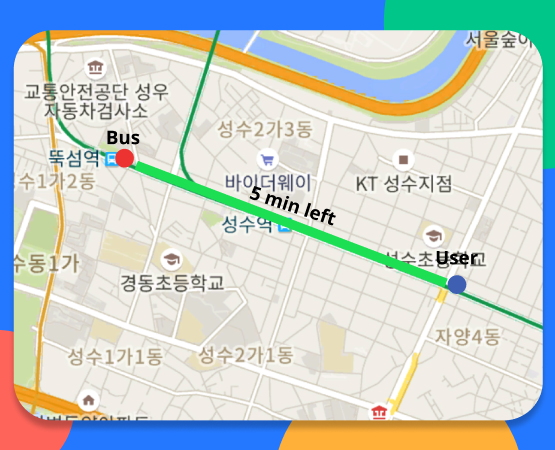 서울숲아
교통안전공단 성우
자동차검사소
Bus
성수2가3동
뚝섬역
수1가2동
바이더웨이
KT 성수지점
5 min left
성수역
성수초등학교
User
수동1가
경동초등학교
자양4동
성수1가1동
성수2가1동